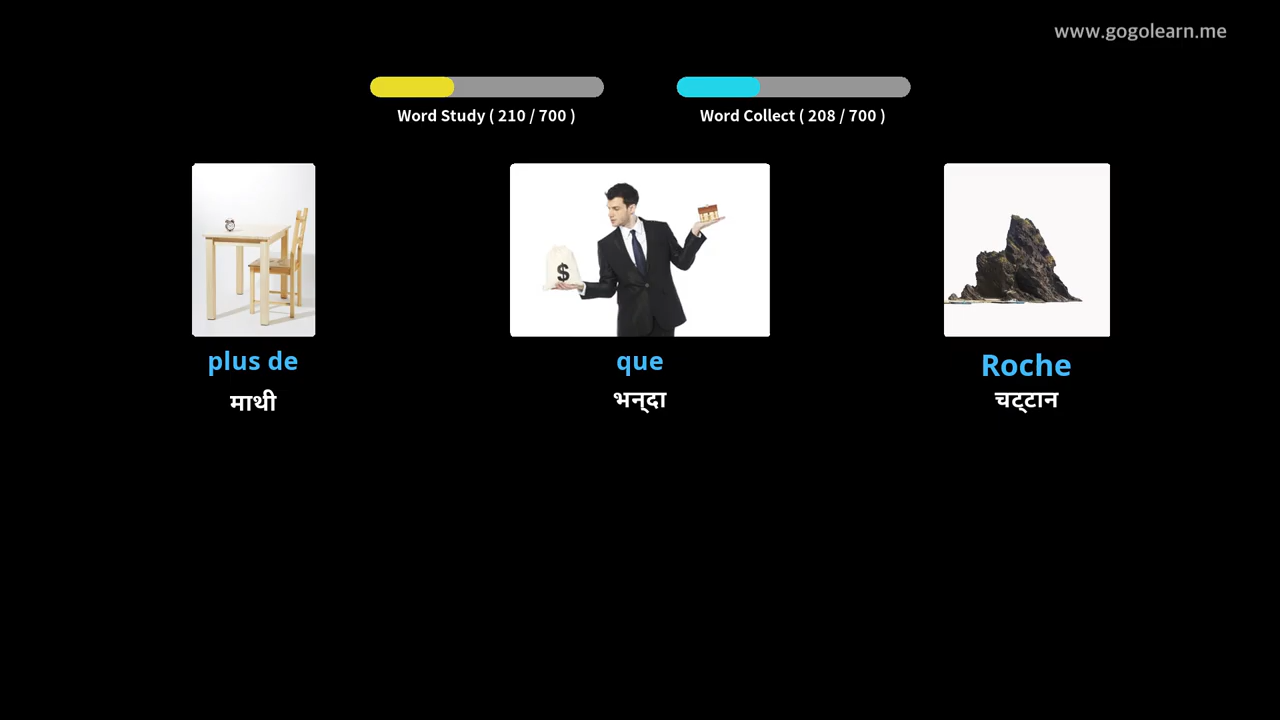 www.gogolearn.me
Word Study ( 210 / 700 )
Word Collect ( 208 / 700 )
$
plus de
que
Roche
माथी
भन्दा
चट्टान